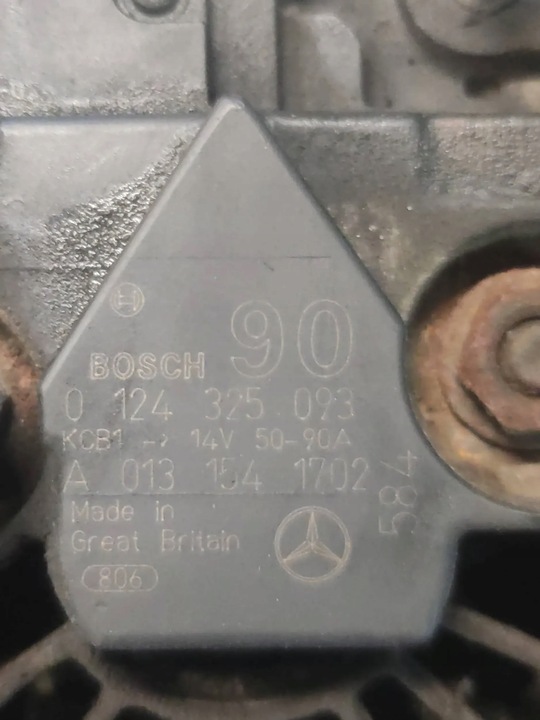 90
BOSCH
0 124 325 093
KCB1 -> 14V 50-90A
A 013 154 1702
584
Made in
Great Britain
806